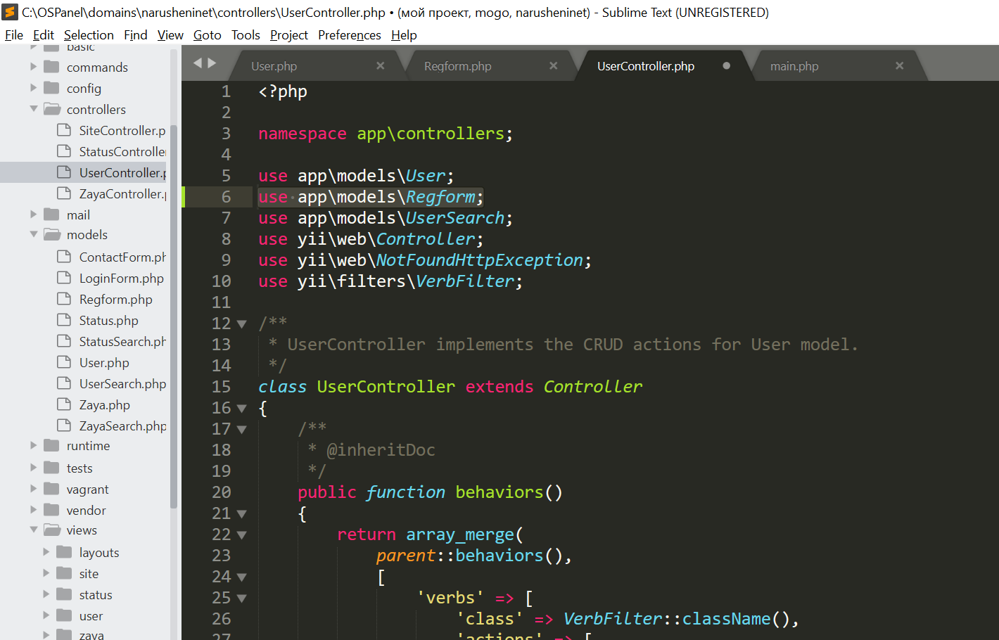 C:\OSPanel\domains\narusheninet\controllers\UserController.php • (мой проект, mogo, narusheninet) - Sublime Text (UNREGISTERED)
File Edit Selection Find View Goto Tools Project Preferences Help
basic
commands
config
controllers
SiteController.p
StatusController
UserController.p
ZayaController.p
mail
models
ContactForm.ph
LoginForm.php
Regform.php
Status.php
StatusSearch.ph
User.php
UserSearch.php
Zaya.php
ZayaSearch.php
runtime
tests
vagrant
vendor
views
layouts
site
status
user
zaya
User.php × Regform.php × UserController.php main.php ×
1 <?php
2
3 namespace app\controllers;
4
5 use app\models\User;
6 use app\models\Regform;
7 use app\models\UserSearch;
8 use yii\web\Controller;
9 use yii\web\NotFoundHttpException;
10 use yii\filters\VerbFilter;
11
12 /**
13 * UserController implements the CRUD actions for User model.
14 */
15 class UserController extends Controller
16 {
17 /**
18 * @inheritDoc
19 */
20 public function behaviors()
21 {
22 return array_merge(
23 parent::behaviors(),
24 [
25 'verbs' => [
26 'class' => VerbFilter::className(),
27 'actions' => [